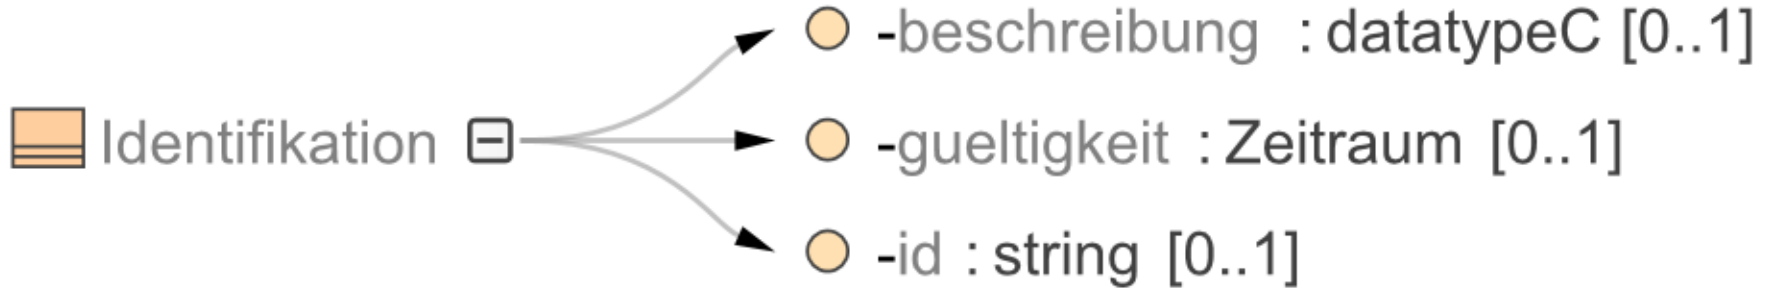 -beschreibung : datatypeC [0..1]
Identifikation
-gueltigkeit : Zeitraum [0..1]
-id : string [0..1]